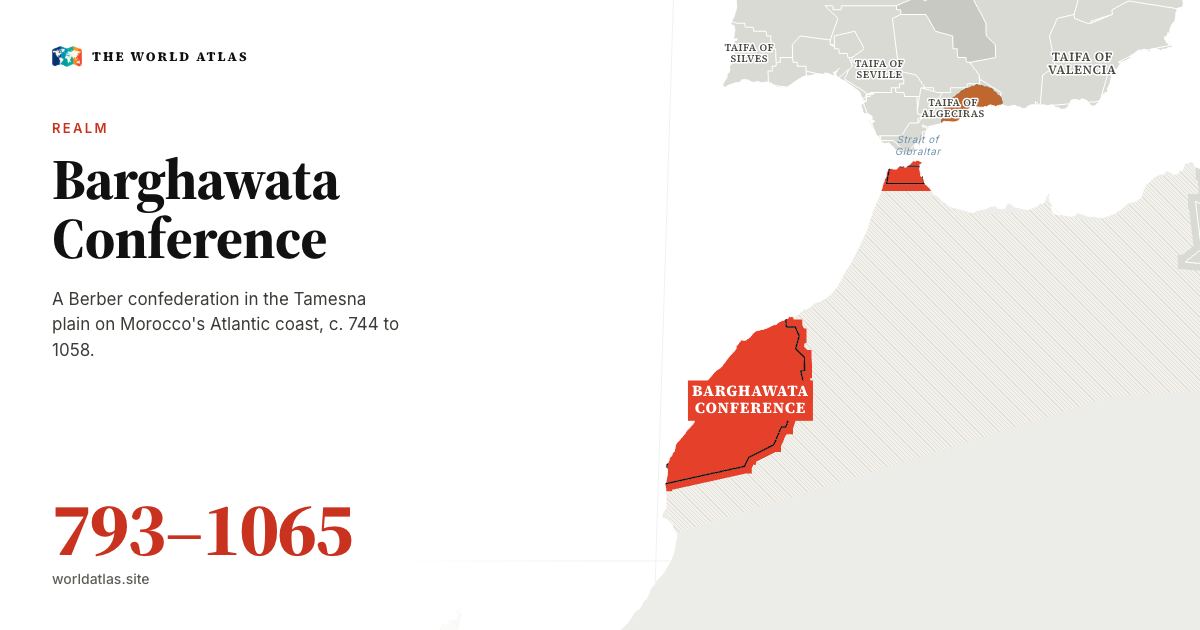 THE WORLD ATLAS
REALM
Barghawata
Conference
A Berber confederation in the Tamesna
plain on Morocco's Atlantic coast, c. 744 to
1058.
793–1065
worldatlas.site
TAIFA OF
SILVES
TAIFA OF
SEVILLE
TAIFA OF
VALENCIA
TAIFA OF
ALGECIRAS
Strait of
Gibraltar
BARGHAWATA
CONFERENCE